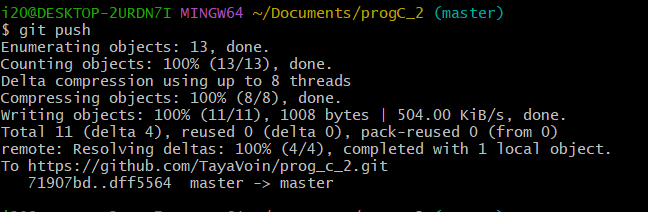 i20@DESKTOP-2URDN7I MINGW64 ~/Documents/progC_2 (master)
$ git push
Enumerating objects: 13, done.
Counting objects: 100% (13/13), done.
Delta compression using up to 8 threads
Compressing objects: 100% (8/8), done.
Writing objects: 100% (11/11), 1008 bytes | 504.00 KiB/s, done.
Total 11 (delta 4), reused 0 (delta 0), pack-reused 0 (from 0)
remote: Resolving deltas: 100% (4/4), completed with 1 local object.
To https://github.com/TayaVoin/prog_c_2.git
   71907bd..dff5564  master -> master